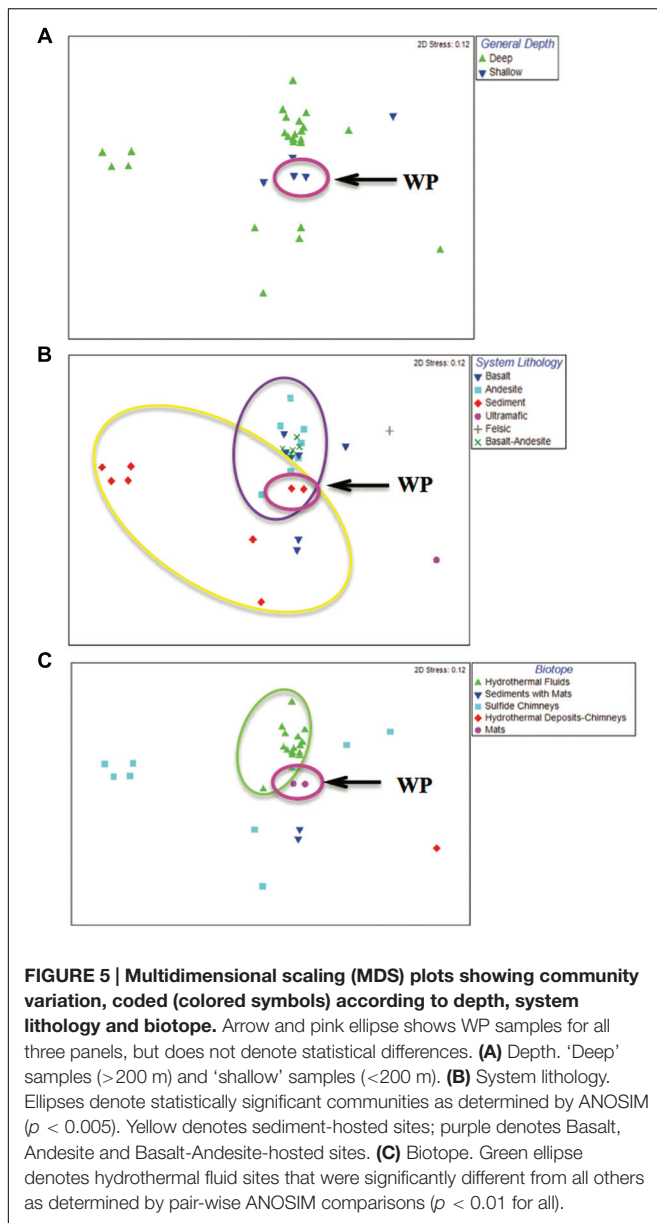 A
2D Stress: 0.12
General Depth
Deep
Shallow
WP
B
2D Stress: 0.12
System Lithology
Basalt
Andesite
Sediment
Ultramafic
Felsic
Basalt-Andesite
WP
C
2D Stress: 0.12
Biotope
Hydrothermal Fluids
Sediments with Mats
Sulfide Chimneys
Hydrothermal Deposits-Chimneys
Mats
WP
FIGURE 5 | Multidimensional scaling (MDS) plots showing community
variation, coded (colored symbols) according to depth, system
lithology and biotope. Arrow and pink ellipse shows WP samples for all
three panels, but does not denote statistical differences. (A) Depth. ‘Deep’
samples (>200 m) and ‘shallow’ samples (<200 m). (B) System lithology.
Ellipses denote statistically significant communities as determined by ANOSIM
(p < 0.005). Yellow denotes sediment-hosted sites; purple denotes Basalt,
Andesite and Basalt-Andesite-hosted sites. (C) Biotope. Green ellipse
denotes hydrothermal fluid sites that were significantly different from all others
as determined by pair-wise ANOSIM comparisons (p < 0.01 for all).